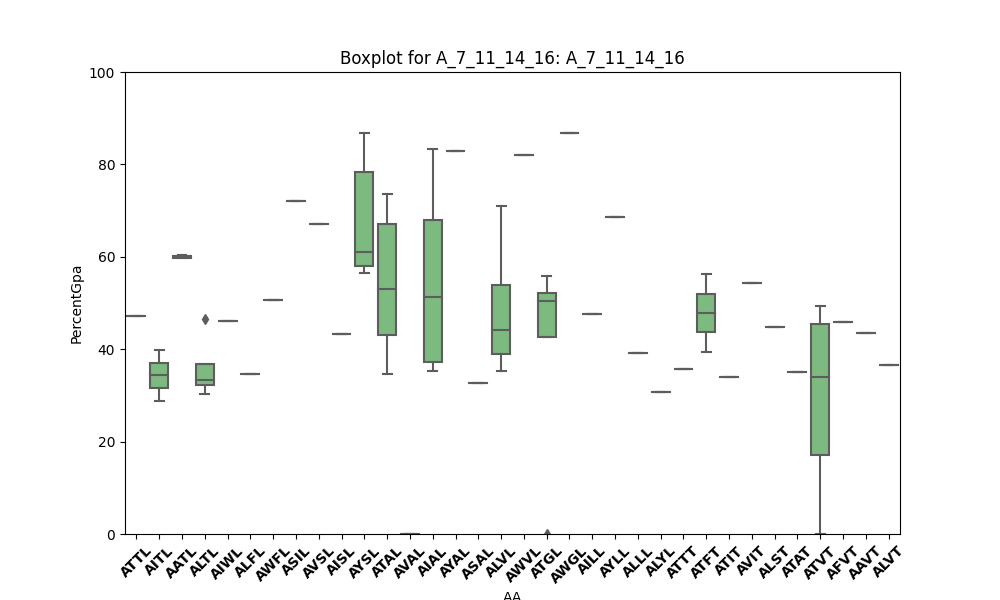 Boxplot for A_7_11_14_16: A_7_11_14_16
PercentGpa
100
80
60
40
20
0
ATTL AITL AATL ALTL AIWL ALFL AWFL ASIL AVSL AISL AYSL ATAL AVAL AIAL AYAL ASAL ALVL AWVL ATGL AWGL AILL AYLL ALLL ALYL ATTT ATFT ATIT AVIT ALST ATAT ATVT AFVT AAVT ALVT
AA